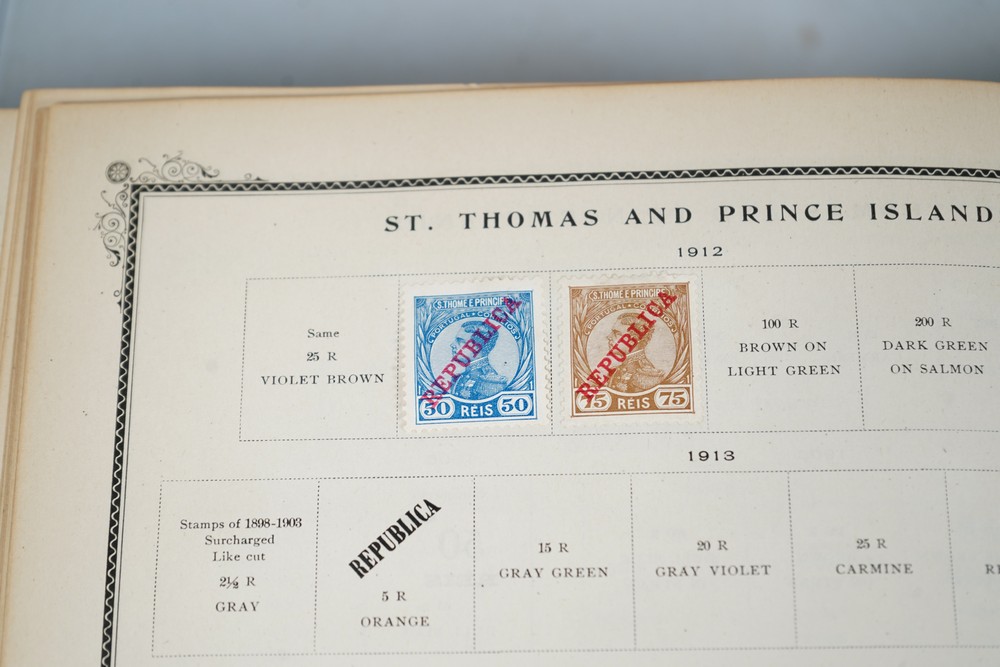 ST. THOMAS AND PRINCE ISLAND
1912
Same
25 R
VIOLET BROWN
S. THOMÉ E PRINCIPE
PORTUGAL • CORREIOS
REPUBLICA
50 REIS 50
S. THOMÉ E PRINCIPE
PORTUGAL • CORREIOS
REPUBLICA
75 REIS 75
100 R
BROWN ON
LIGHT GREEN
200 R
DARK GREEN
ON SALMON
1913
Stamps of 1898-1903
Surcharged
Like cut
2½ R
GRAY
REPUBLICA
5 R
ORANGE
15 R
GRAY GREEN
20 R
GRAY VIOLET
25 R
CARMINE